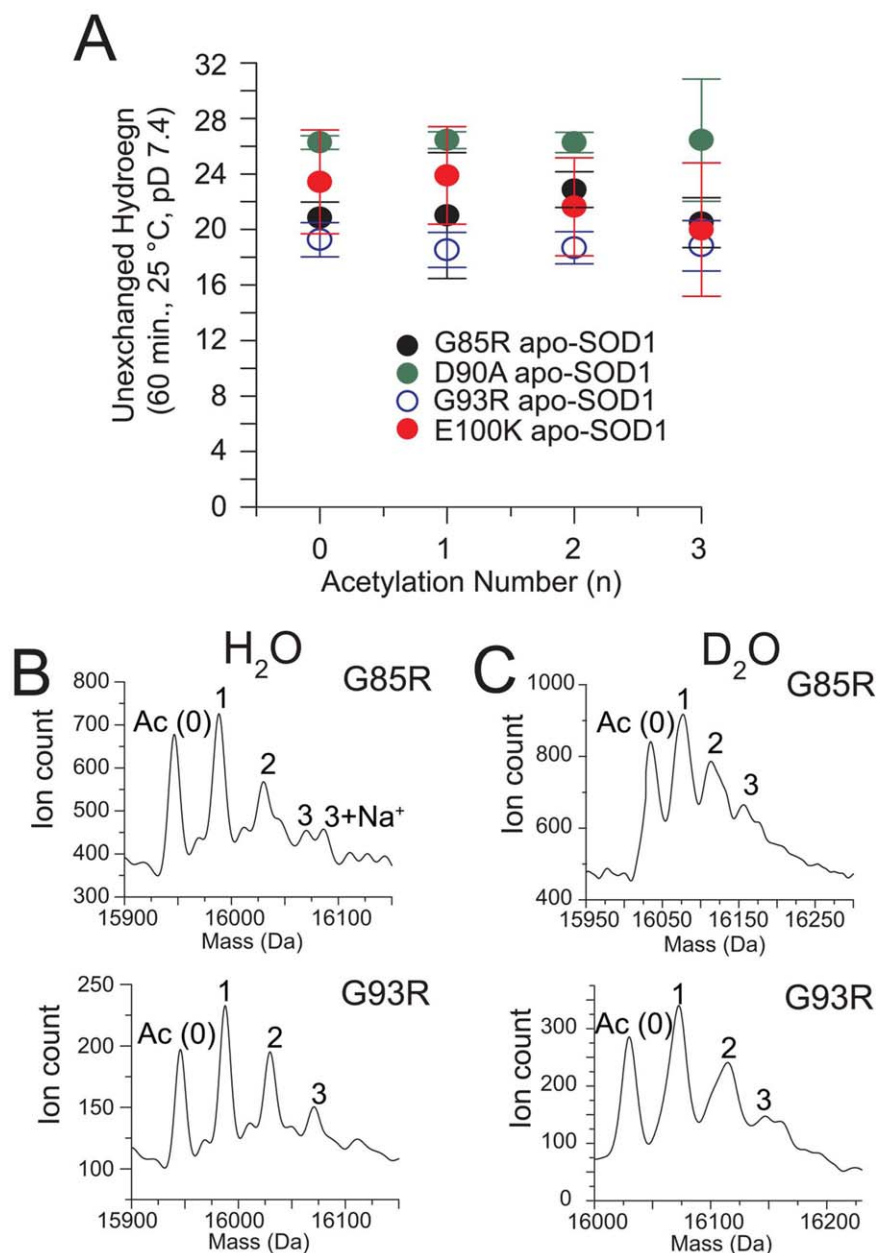 A
Unexchanged Hydroegn
(60 min., 25 °C, pD 7.4)
32
28
24
20
16
12
8
4
0
G85R apo-SOD1
D90A apo-SOD1
G93R apo-SOD1
E100K apo-SOD1
0 1 2 3
Acetylation Number (n)
B
H2O
G85R
Ion count
800
700
600
500
400
300
Ac (0) 1 2 3 3+Na+
15900 16000 16100
Mass (Da)
G93R
Ion count
250
200
150
100
Ac (0) 1 2 3
15900 16000 16100
Mass (Da)
C
D2O
G85R
Ion count
1000
800
600
400
Ac (0) 1 2 3
15950 16050 16150 16250
Mass (Da)
G93R
Ion count
300
200
100
0
Ac (0) 1 2 3
16000 16100 16200
Mass (Da)